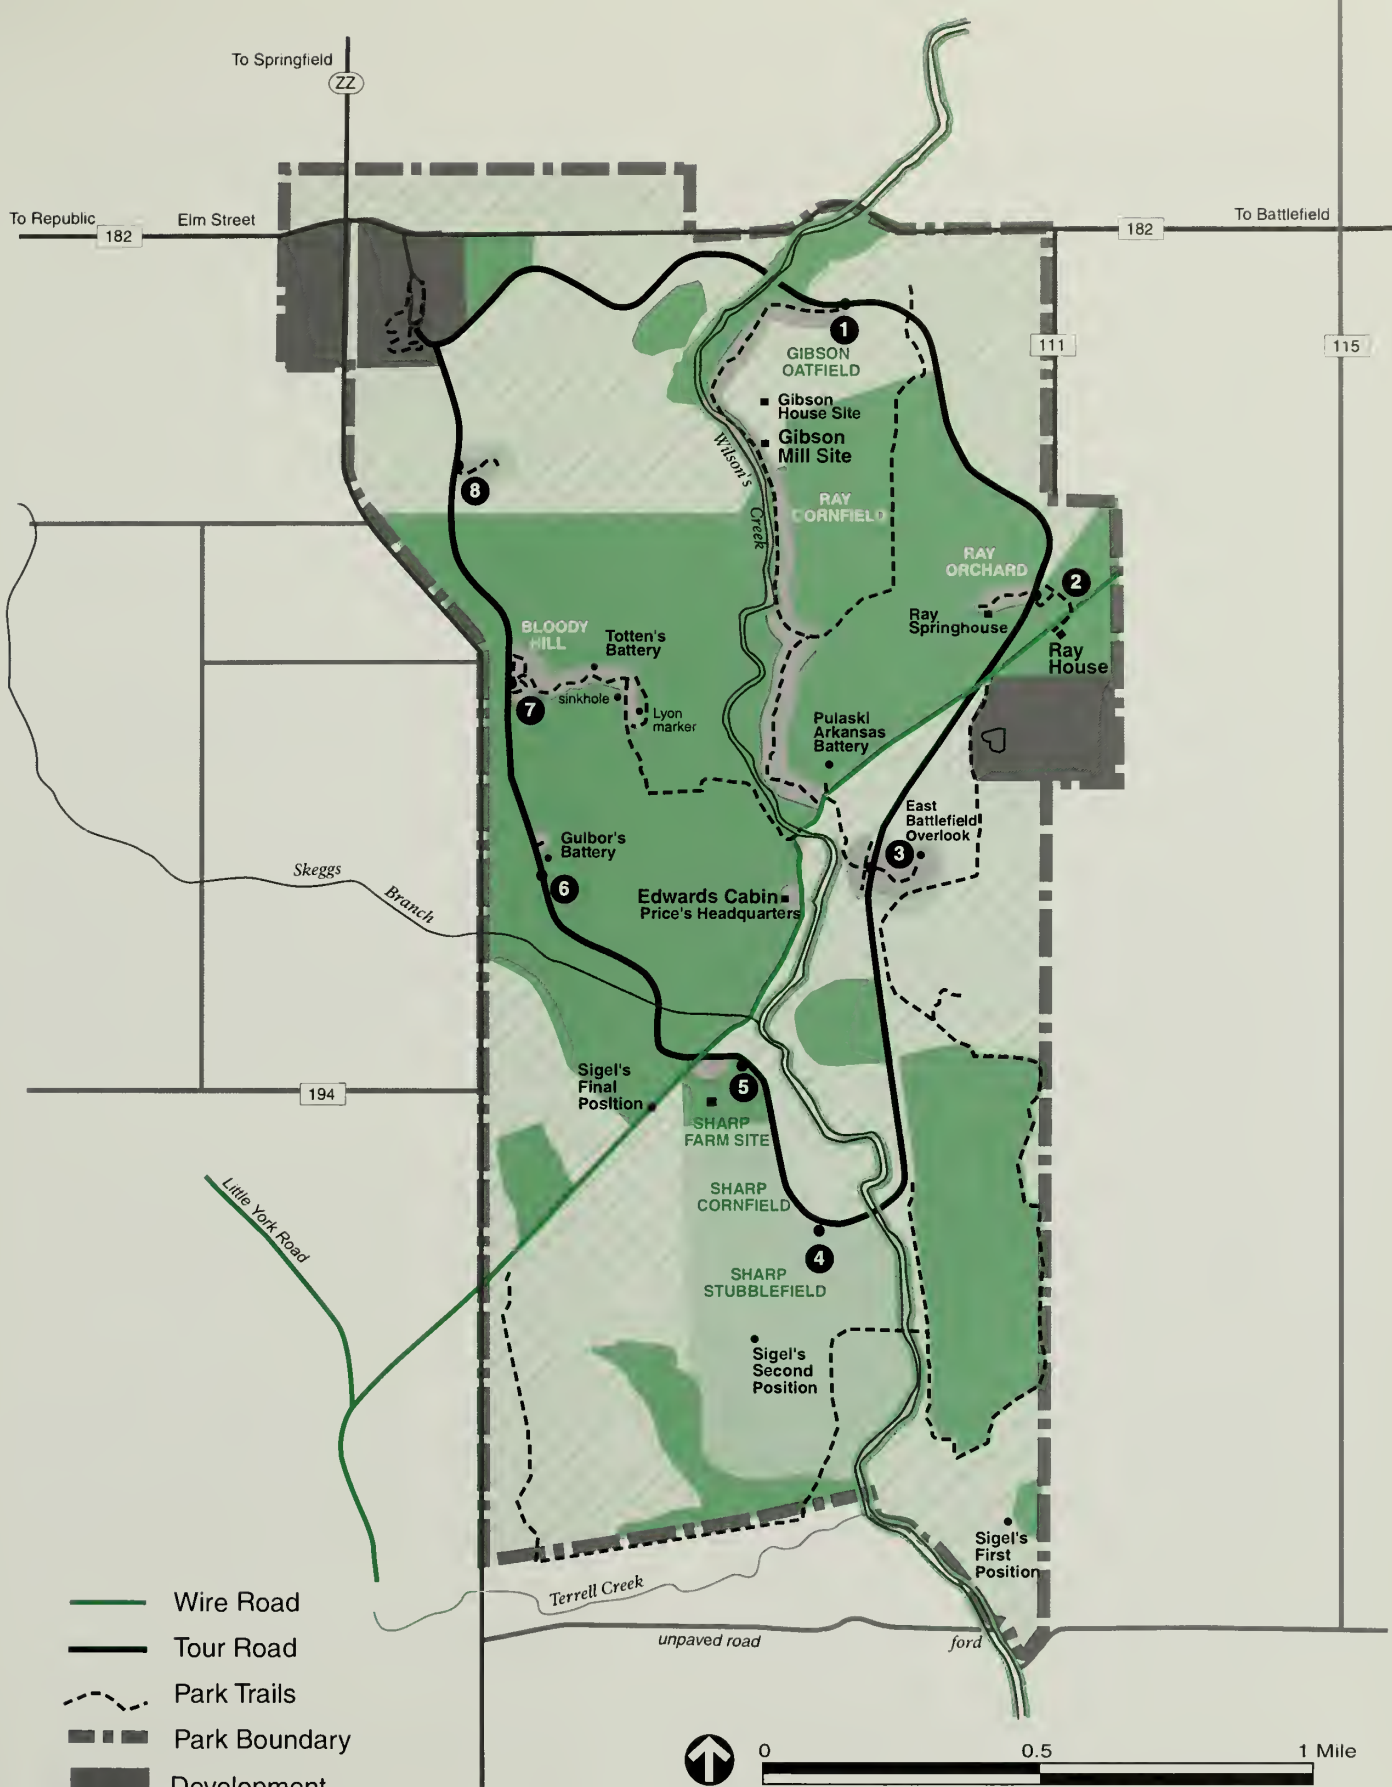 To Springfield
ZZ
To Republic
182
Elm Street
To Battlefield
182
1
GIBSON
OATFIELD
111
115
Gibson
House Site
Gibson
Mill Site
Wilson's
Creek
8
RAY
CORNFIELD
RAY
ORCHARD
2
Ray
Springhouse
Ray
House
BLOODY
HILL
Totten's
Battery
sinkhole
7
Lyon
marker
Pulaski
Arkansas
Battery
East
Battlefield
Overlook
3
Guibor's
Battery
6
Skeggs
Branch
Edwards Cabin
Price's Headquarters
Sigel's
Final
Position
5
194
SHARP
FARM SITE
SHARP
CORNFIELD
Little York Road
4
SHARP
STUBBLEFIELD
Sigel's
Second
Position
Sigel's
First
Position
Terrell Creek
unpaved road
ford
Wire Road
Tour Road
Park Trails
Park Boundary
Development
0 0.5 1 Mile